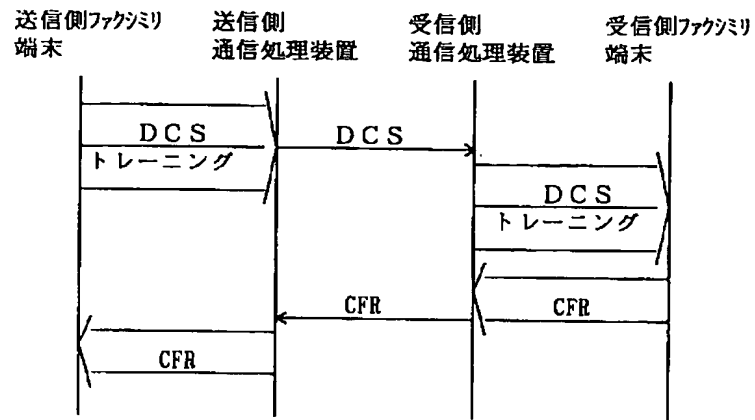 送信側ファクシミリ
端末
送信側
通信処理装置
受信側
通信処理装置
受信側ファクシミリ
端末
DCS
トレーニング
DCS
DCS
トレーニング
CFR
CFR
CFR